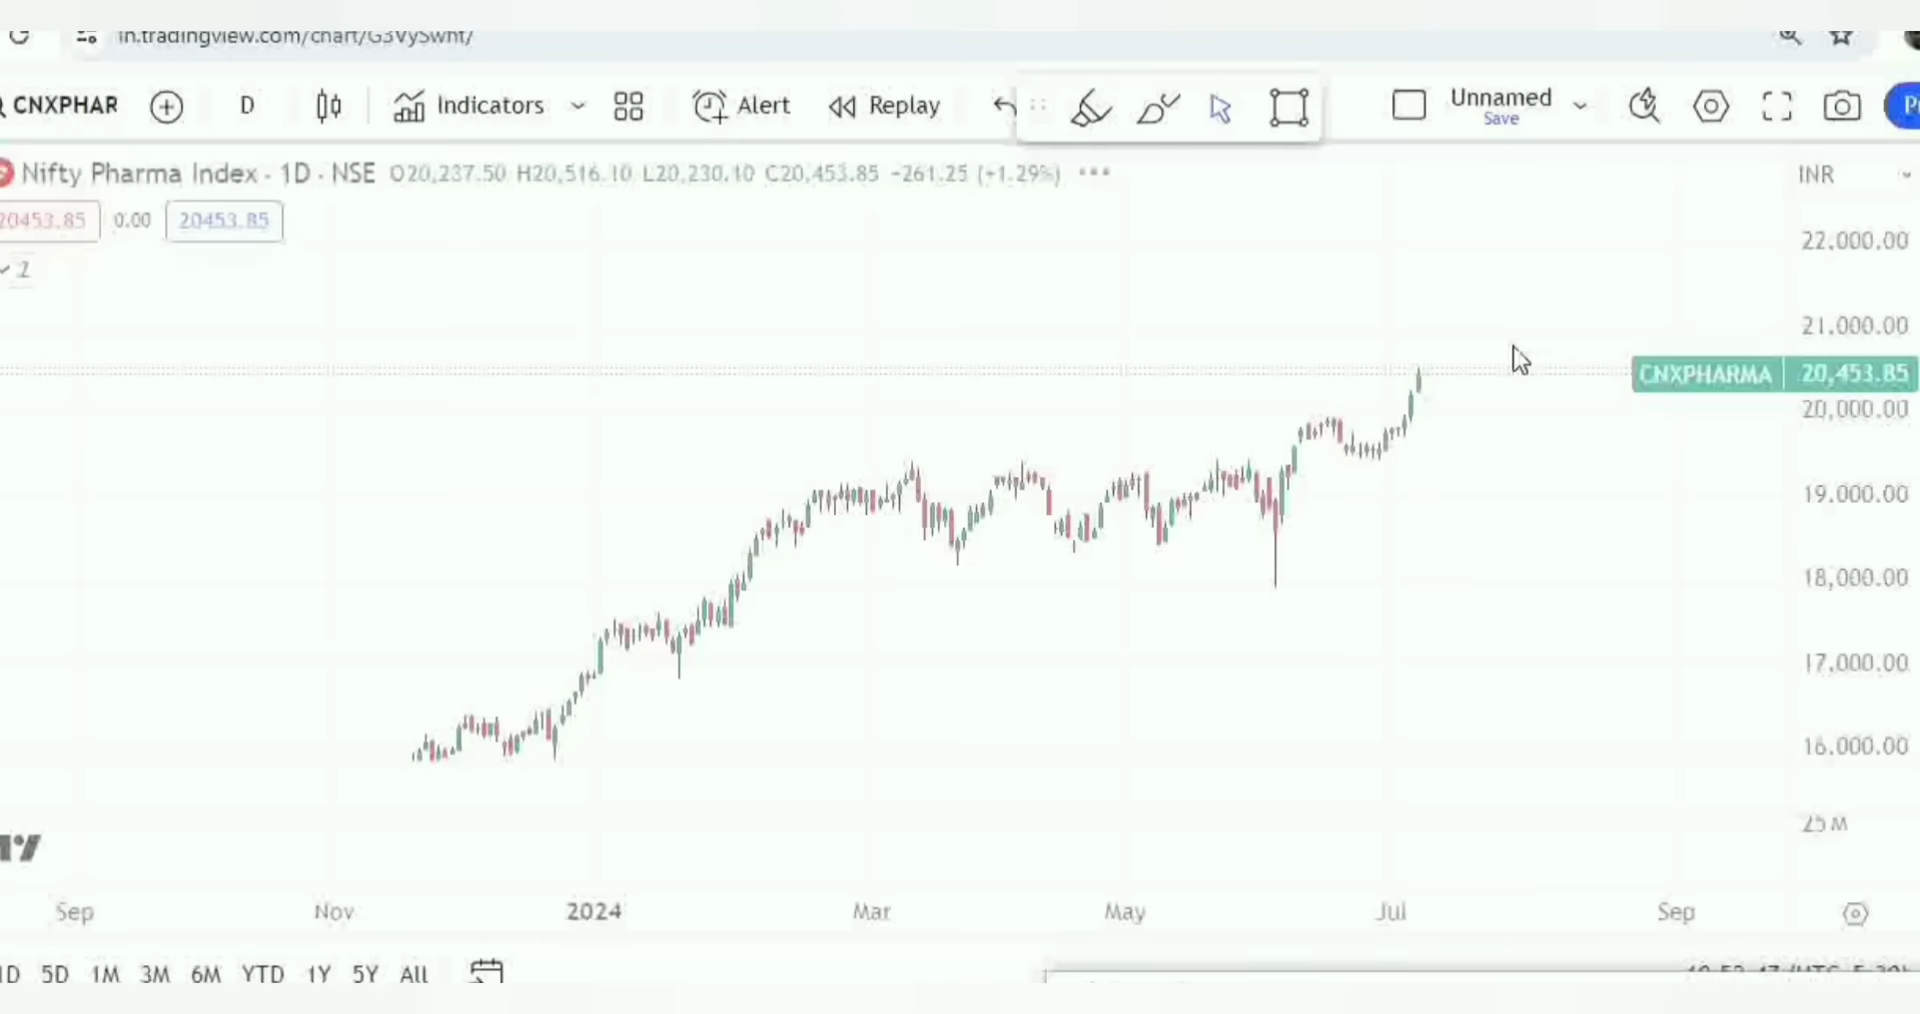 in.tradingview.com/chart/G3VySwht/
CNXPHAR D Indicators Alert Replay Unnamed
Save
Nifty Pharma Index · 1D · NSE O20,237.50 H20,516.10 L20,230.10 C20,453.85 −261.25 (+1.29%) INR
20453.85 0.00 20453.85
2
22,000.00
21,000.00
CNXPHARMA 20,453.85
20,000.00
19,000.00
18,000.00
17,000.00
16,000.00
25M
Sep Nov 2024 Mar May Jul Sep
1D 5D 1M 3M 6M YTD 1Y 5Y All